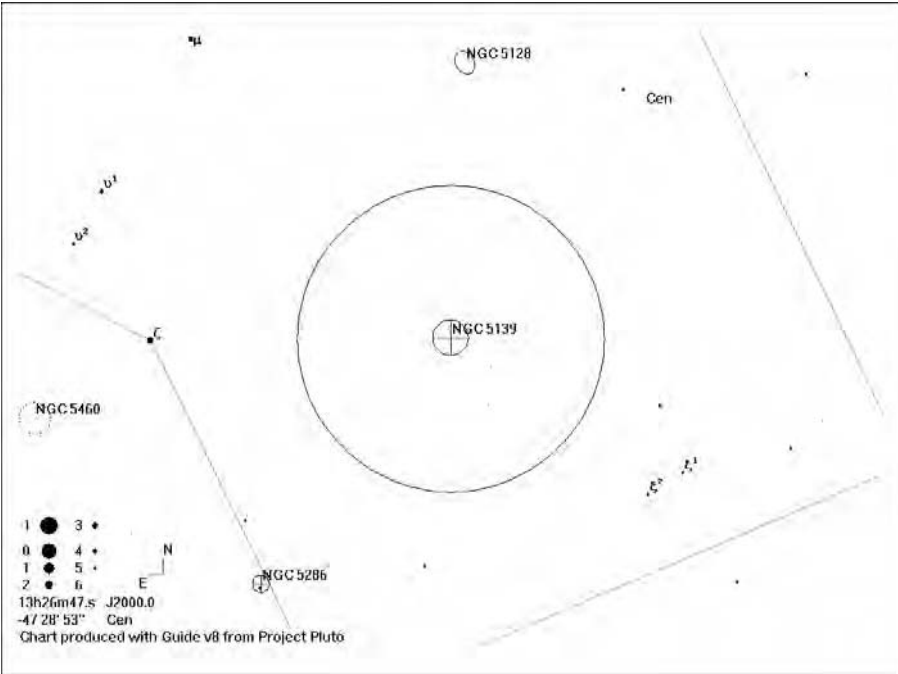 μ
NGC 5128
Cen
υ¹
υ²
ζ
NGC 5139
NGC 5460
ξ²
ξ¹
1 3
0 4
1 5
2 6
N
E
NGC 5286
13h26m47.s J2000.0
-47 28' 53" Cen
Chart produced with Guide v8 from Project Pluto